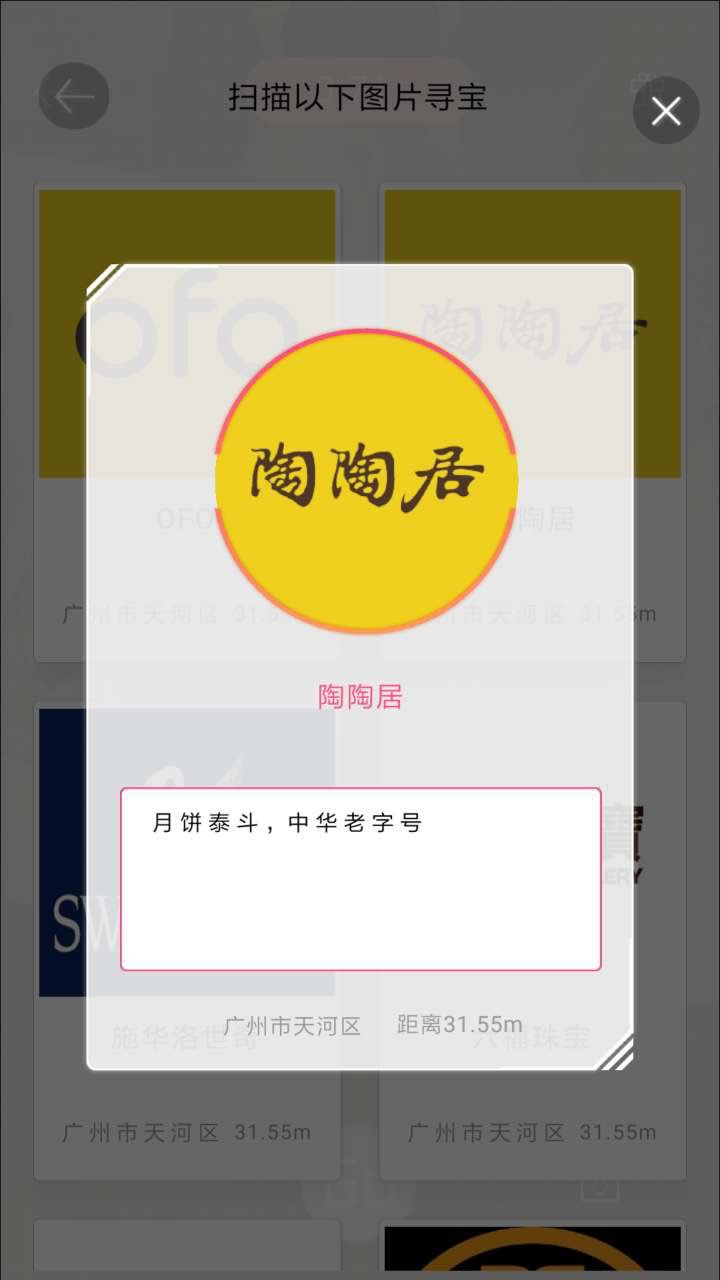 扫描以下图片寻宝
ofo
陶陶居
陶陶居
OFO
陶居
广州市天河区 31.55m
州市天河区 31.55m
陶陶居
月饼泰斗，中华老字号
SW
寶
ERY
广州市天河区 距离31.55m
施华洛世奇
六福珠宝
广州市天河区 31.55m
广州市天河区 31.55m